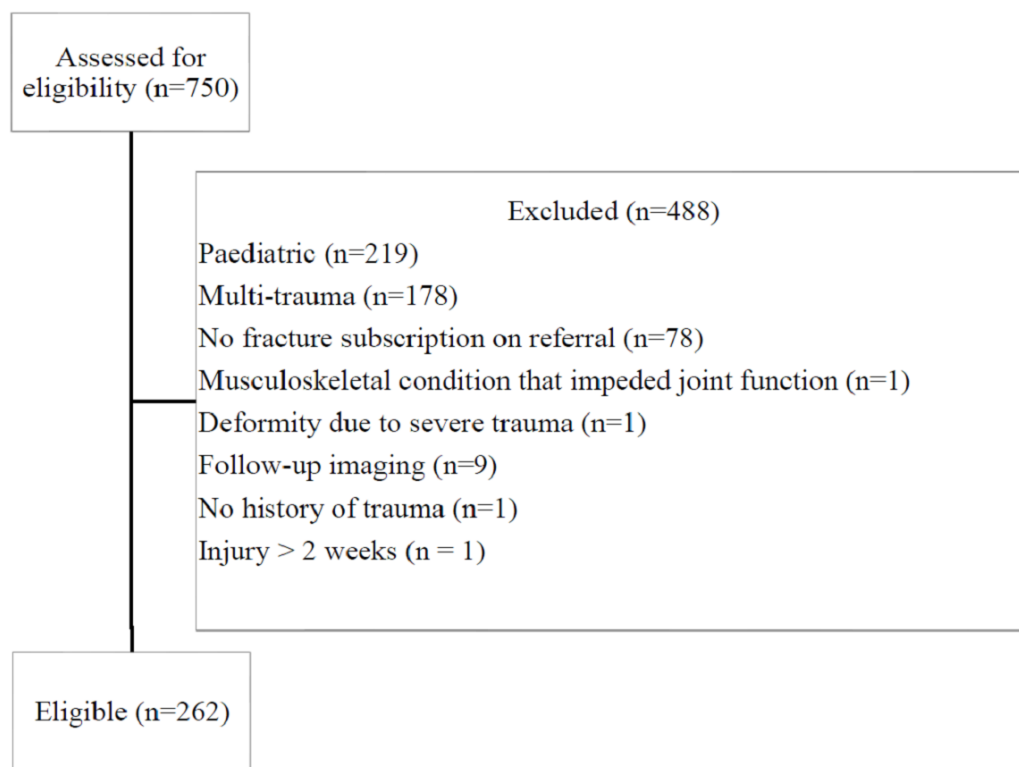 Assessed for
eligibility (n=750)
Excluded (n=488)
Paediatric (n=219)
Multi-trauma (n=178)
No fracture subscription on referral (n=78)
Musculoskeletal condition that impeded joint function (n=1)
Deformity due to severe trauma (n=1)
Follow-up imaging (n=9)
No history of trauma (n=1)
Injury > 2 weeks (n = 1)
Eligible (n=262)